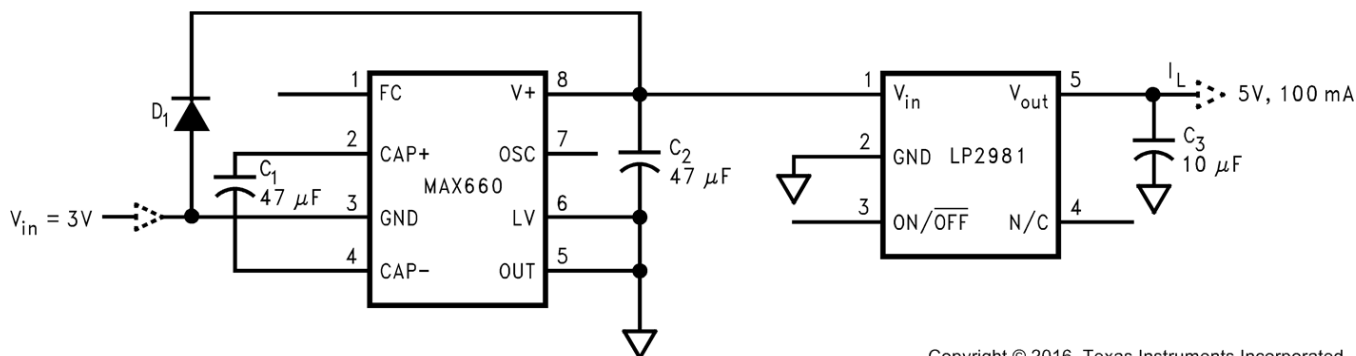 1
FC
V+
8
D1
2
CAP+
OSC
7
C1
47 μF
MAX660
C2
47 μF
Vin = 3V
3
GND
LV
6
4
CAP-
OUT
5
1
Vin
Vout
5
IL
5V, 100 mA
2
GND
LP2981
C3
10 μF
3
ON/OFF
N/C
4
Copyright © 2016, Texas Instruments Incorporated